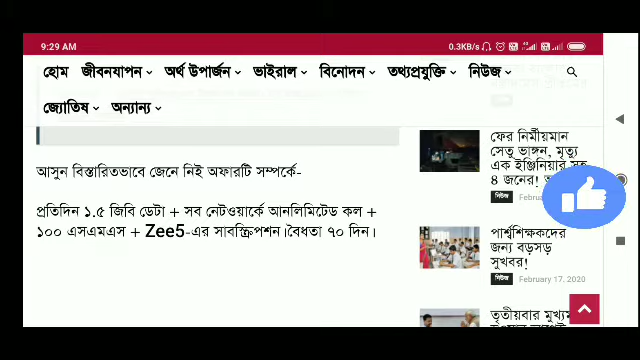 9:29 AM
0.3KB/s
হোম জীবনযাপন অর্থ উপার্জন ভাইরাল বিনোদন তথ্যপ্রযুক্তি নিউজ
জ্যোতিষ অন্যান্য
আসুন বিস্তারিতভাবে জেনে নিই অফারটি সম্পর্কে-
প্রতিদিন ১.৫ জিবি ডেটা + সব নেটওয়ার্কে আনলিমিটেড কল +
১০০ এসএমএস + Zee5-এর সাবস্ক্রিপশন। বৈধতা ৭০ দিন।
ফের নির্মীয়মান
সেতু ভাঙ্গন, মৃত্যু
এক ইঞ্জিনিয়ার সহ
৪ জনের!
নিউজ
পার্শ্বশিক্ষকদের
জন্য বড়সড়
সুখবর!
নিউজ February 17, 2020
তৃতীয়বার